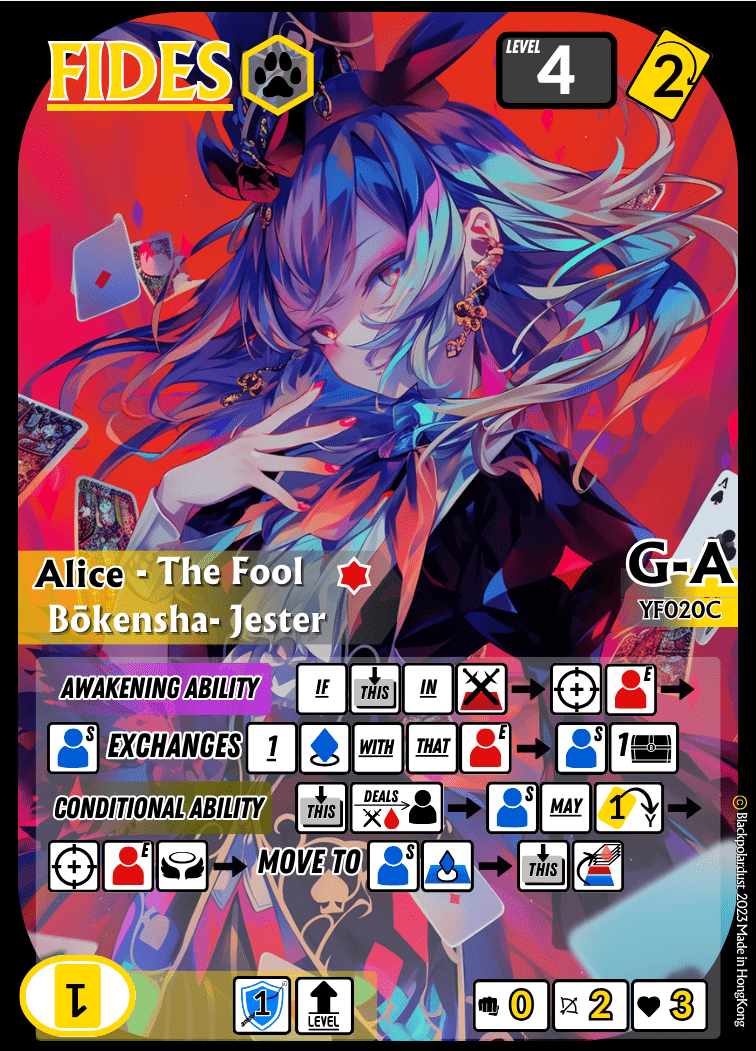 FIDES
LEVEL
4
2
A
Alice - The Fool
Bōkensha- Jester
G-A
YF020C
AWAKENING ABILITY IF THIS IN E
S EXCHANGES 1 WITH THAT E S 1
CONDITIONAL ABILITY THIS DEALS S MAY 1 Y
E MOVE TO S THIS
© Blackpolardust 2023 Made in HongKong
1
1 LEVEL 0 2 3